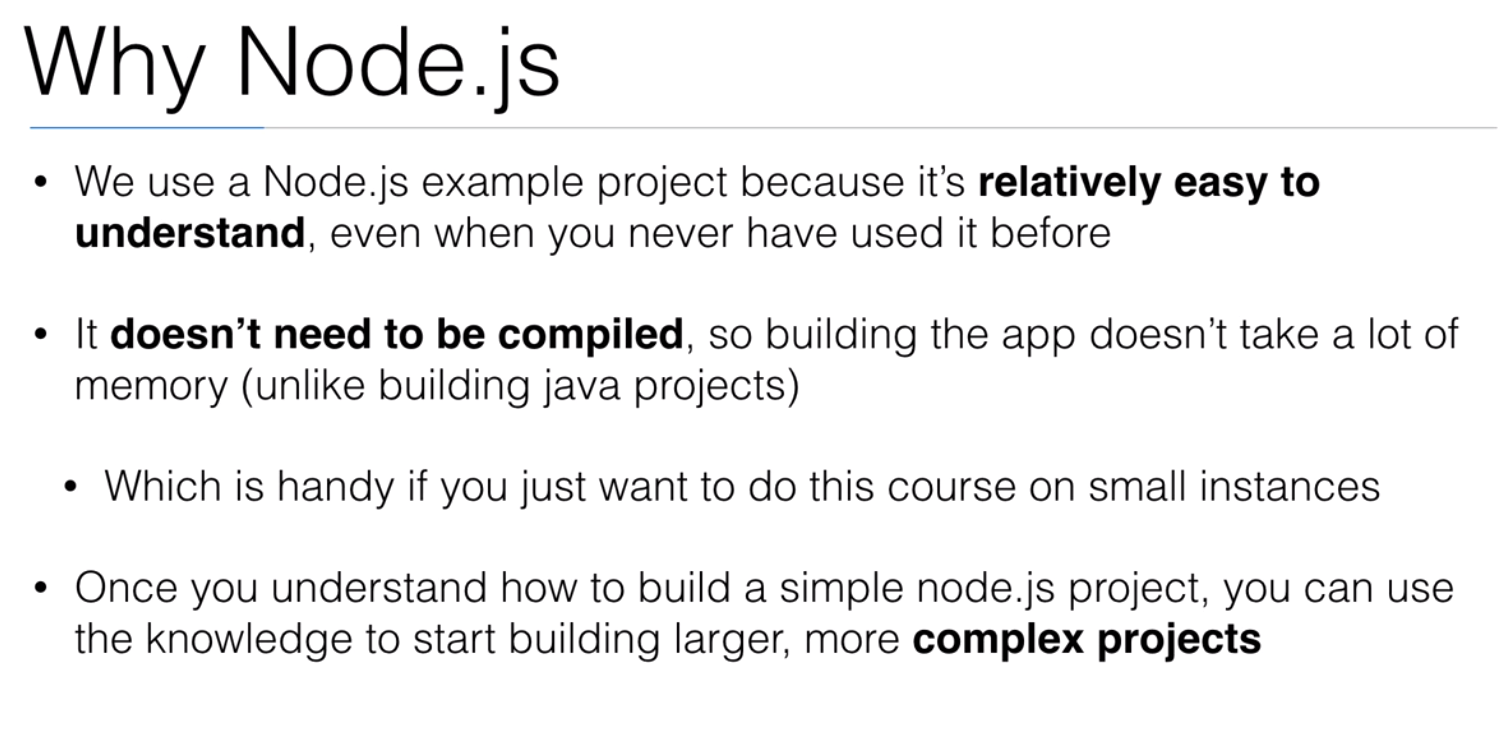 Why Node.js
• We use a Node.js example project because it’s relatively easy to
understand, even when you never have used it before
• It doesn’t need to be compiled, so building the app doesn’t take a lot of
memory (unlike building java projects)
• Which is handy if you just want to do this course on small instances
• Once you understand how to build a simple node.js project, you can use
the knowledge to start building larger, more complex projects